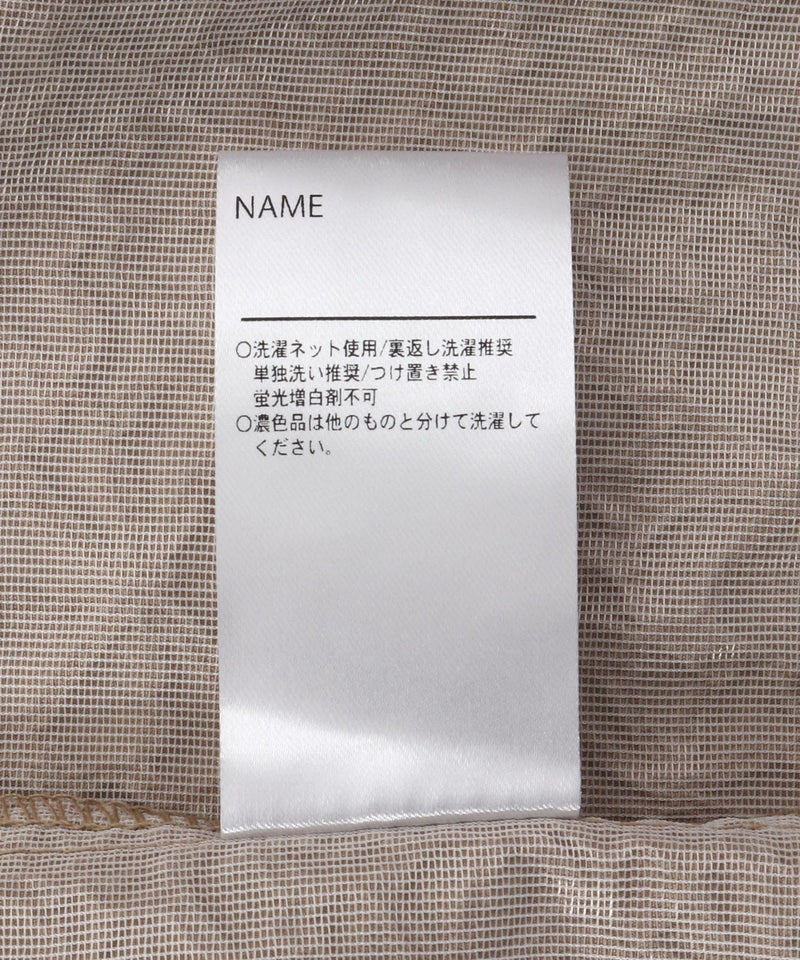 NAME
○洗濯ネット使用/裏返し洗濯推奨
単独洗い推奨/つけ置き禁止
蛍光増白剤不可
○濃色品は他のものと分けて洗濯して
ください。